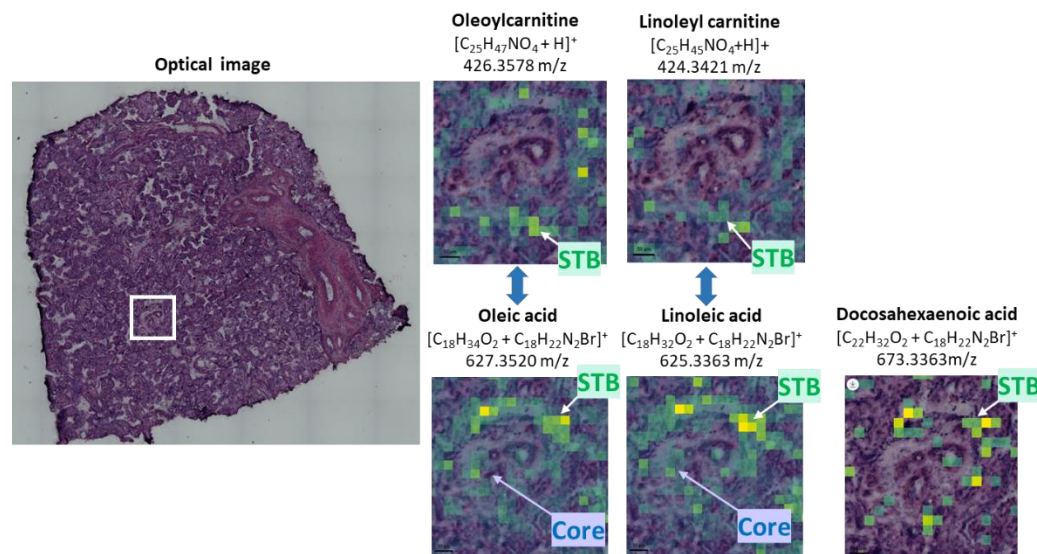 Optical image
Oleoylcarnitine
[C₂₅H₄₇NO₄ + H]⁺
426.3578 m/z
STB
Linoleyl carnitine
[C₂₅H₄₅NO₄+H]+
424.3421 m/z
STB
Oleic acid
[C₁₈H₃₄O₂ + C₁₈H₂₂N₂Br]⁺
627.3520 m/z
STB
Core
Linoleic acid
[C₁₈H₃₂O₂ + C₁₈H₂₂N₂Br]⁺
625.3363 m/z
STB
Core
Docosahexaenoic acid
[C₂₂H₃₂O₂ + C₁₈H₂₂N₂Br]⁺
673.3363m/z
STB